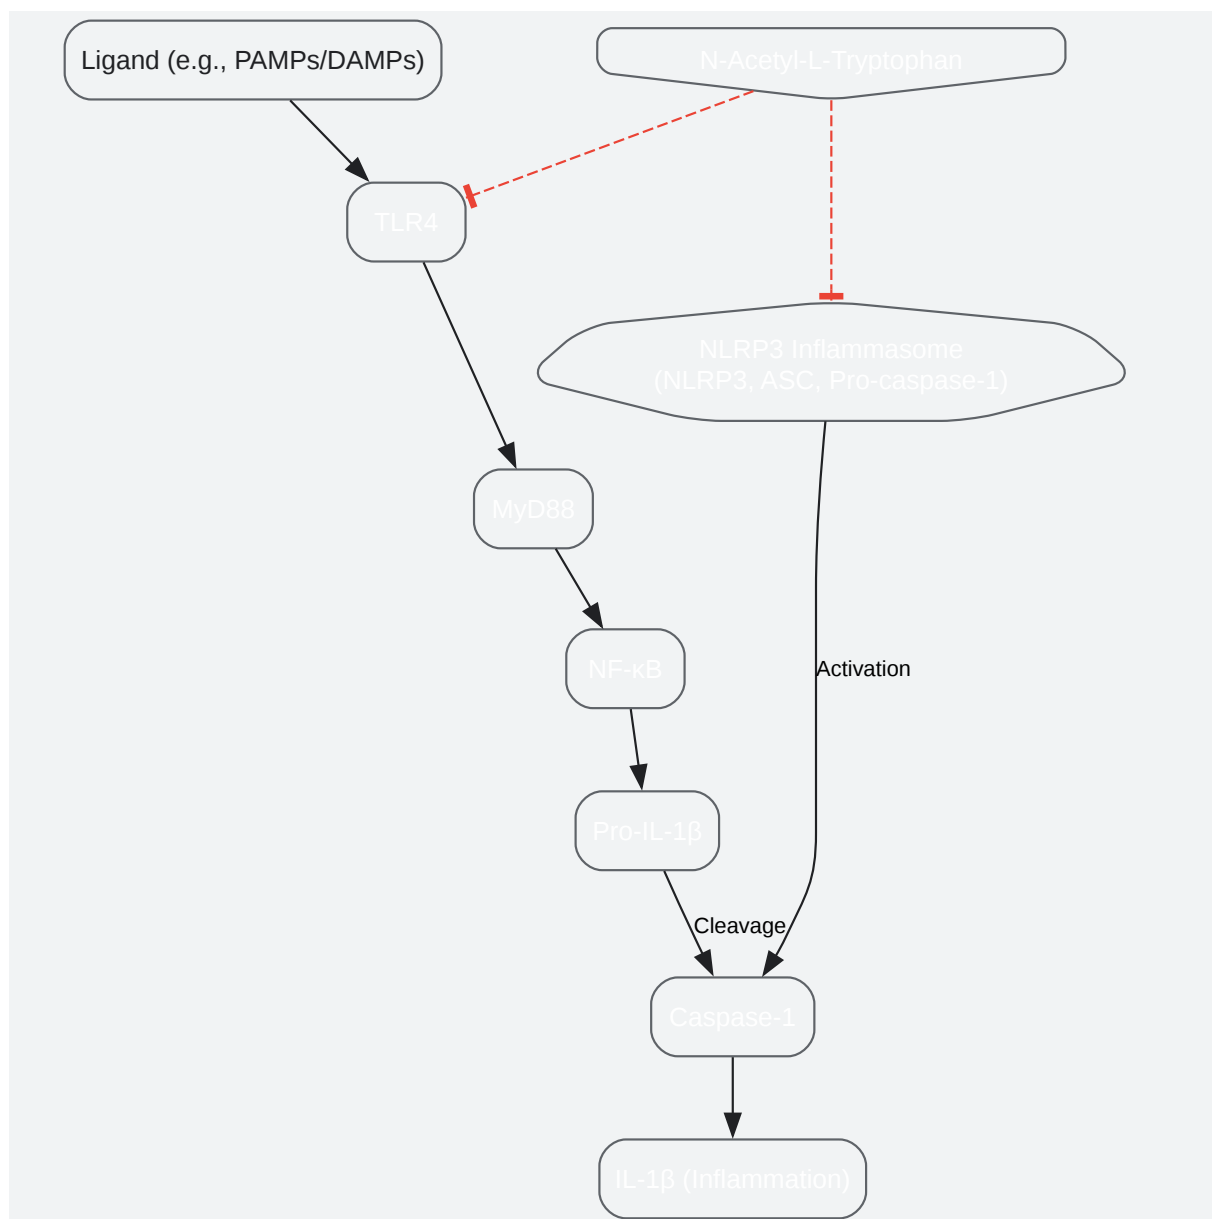 Ligand (e.g., PAMPs/DAMPs)
N-Acetyl-L-Tryptophan
TLR4
NLRP3 Inflammasome
(NLRP3, ASC, Pro-caspase-1)
MyD88
NF-κB
Activation
Pro-IL-1β
Cleavage
Caspase-1
IL-1β (Inflammation)